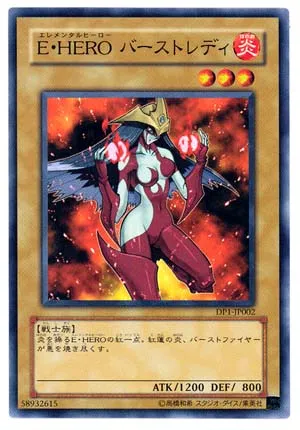 エレメンタルヒーロー
E・HERO バーストレディ
炎
DP1-JP002
【戦士族】
炎を操るE・HEROの紅一点。紅蓮の炎、バーストファイヤー
が悪を焼き尽くす。
ATK/1200 DEF/ 800
58932615
©高橋和希 スタジオ・ダイス/集英社